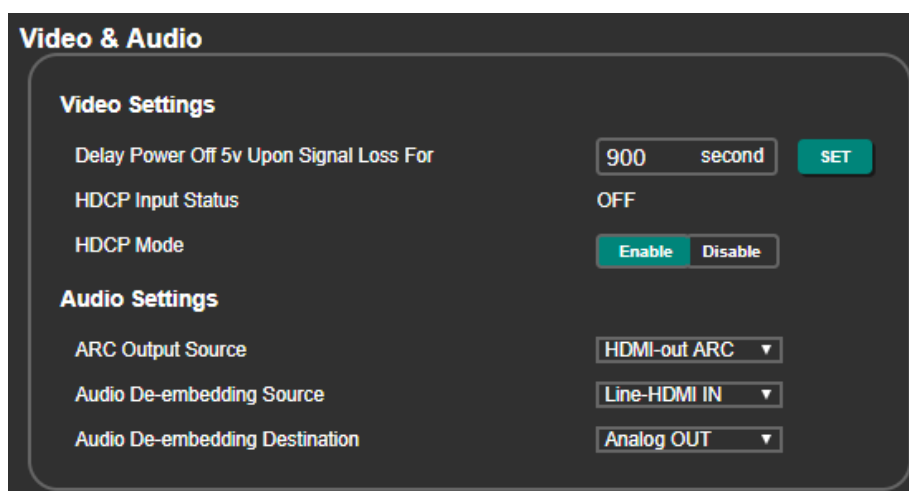 Video & Audio
Video Settings
Delay Power Off 5v Upon Signal Loss For 900 second SET
HDCP Input Status OFF
HDCP Mode Enable Disable
Audio Settings
ARC Output Source HDMI-out ARC
Audio De-embedding Source Line-HDMI IN
Audio De-embedding Destination Analog OUT